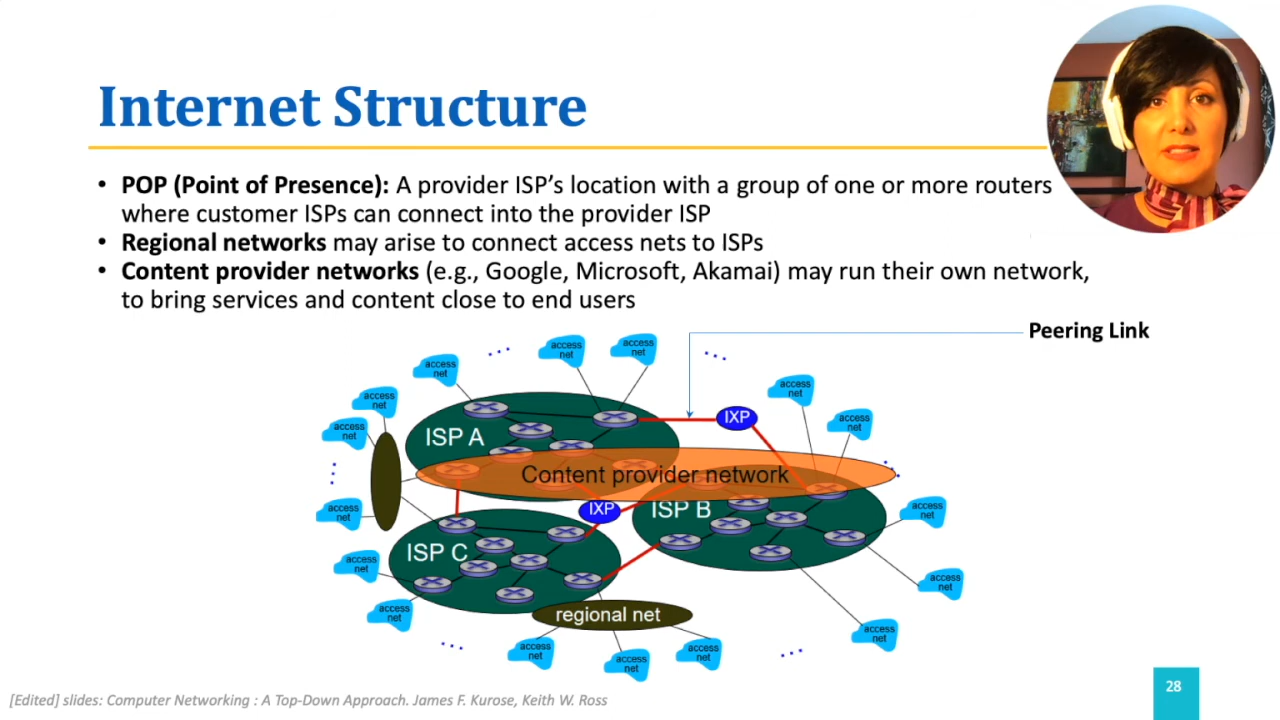 Internet Structure
• POP (Point of Presence): A provider ISP’s location with a group of one or more routers
where customer ISPs can connect into the provider ISP
• Regional networks may arise to connect access nets to ISPs
• Content provider networks (e.g., Google, Microsoft, Akamai) may run their own network,
to bring services and content close to end users
Peering Link
access
net
access
net
access
net
access
net
access
net
access
net
access
net
IXP
ISP A
Content provider network
access
net
IXP
ISP B
access
net
ISP C
access
net
access
net
access
net
regional net
access
net
access
net
access
net
access
net
[Edited] slides: Computer Networking : A Top-Down Approach. James F. Kurose, Keith W. Ross
28